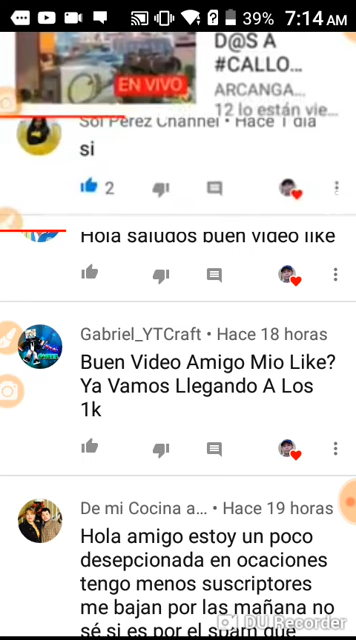 39% 7:14 AM
D@S A
#CALLO...
EN VIVO
ARCANGA...
12 lo están vie...
Sol Perez Channel • Hace 1 día
si
2
Hola saludos buen video like
Gabriel_YTCraft • Hace 18 horas
Buen Video Amigo Mio Like?
Ya Vamos Llegando A Los
1k
De mi Cocina a... • Hace 19 horas
Hola amigo estoy un poco
desepcionada en ocaciones
tengo menos suscriptores
me bajan por las mañana no
sé si es por el spam que
DU Recorder